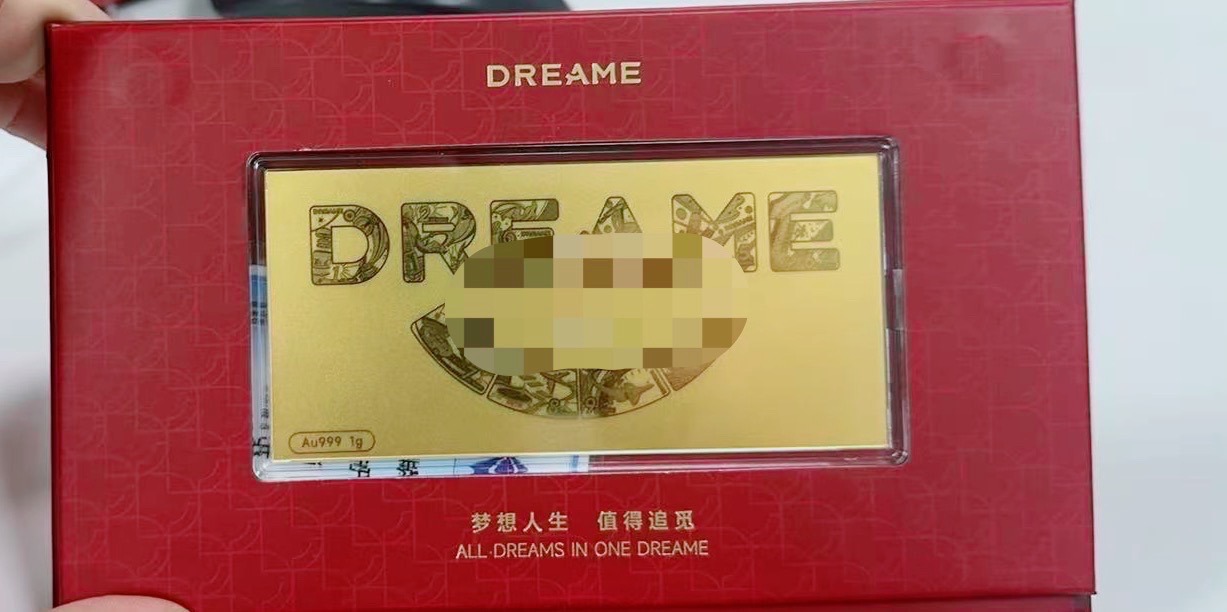 DREAME
DREAME
Au999 1g
梦想人生 值得追觅
ALL DREAMS IN ONE DREAME